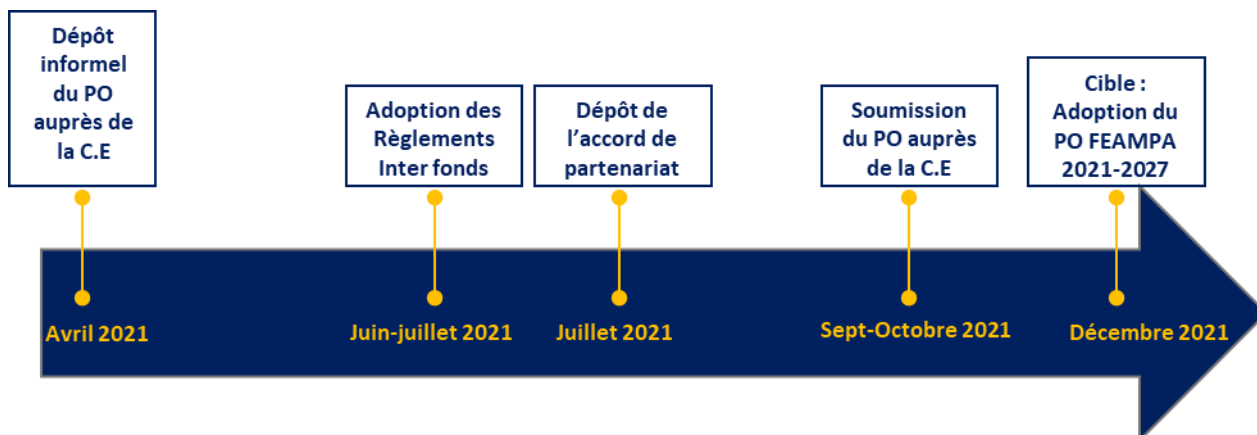 Dépôt
informel
du PO
auprès de
la C.E
Adoption des
Règlements
Inter fonds
Dépôt de
l'accord de
partenariat
Soumission
du PO auprès
de la C.E
Cible :
Adoption du
PO FEAMPA
2021-2027
Avril 2021
Juin-juillet 2021
Juillet 2021
Sept-Octobre 2021
Décembre 2021